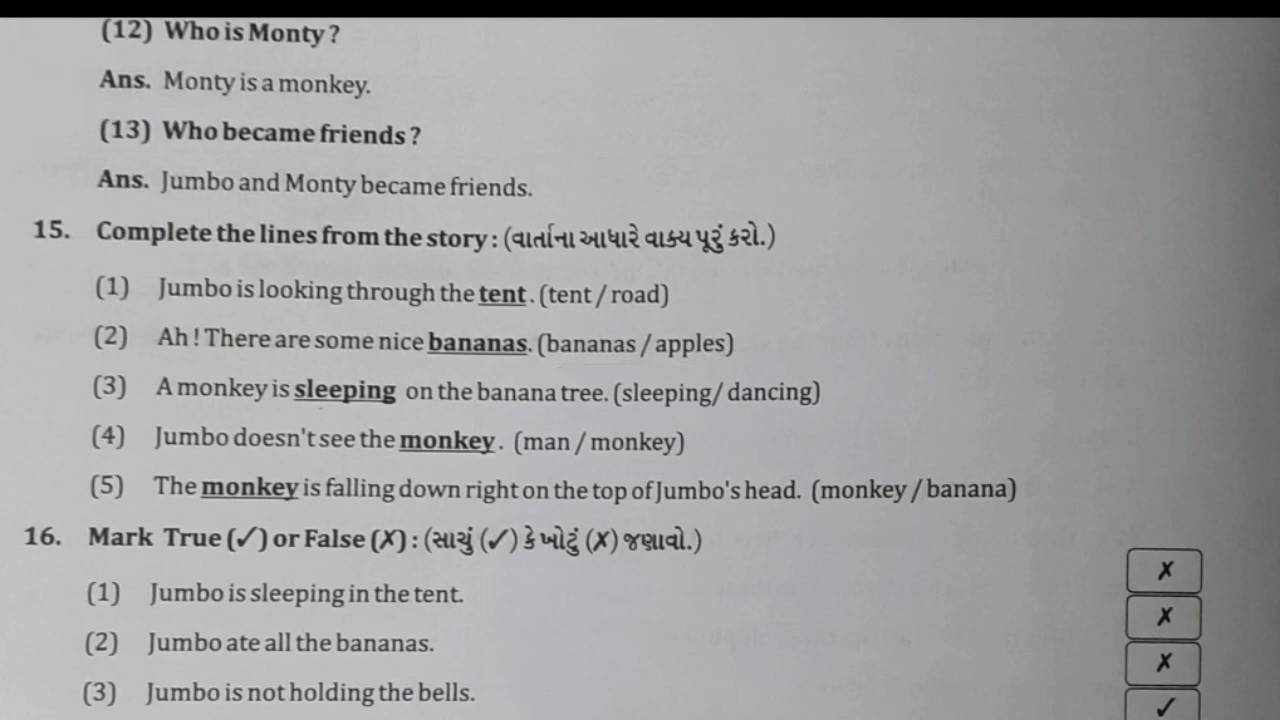 (12) Who is Monty ?
Ans. Monty is a monkey.
(13) Who became friends ?
Ans. Jumbo and Monty became friends.
15. Complete the lines from the story : (વાર્તાના આધારે વાક્ય પૂરું કરો.)
(1) Jumbo is looking through the tent . (tent / road)
(2) Ah ! There are some nice bananas. (bananas / apples)
(3) A monkey is sleeping on the banana tree. (sleeping/ dancing)
(4) Jumbo doesn't see the monkey . (man / monkey)
(5) The monkey is falling down right on the top of Jumbo's head. (monkey / banana)
16. Mark True (✓) or False (✗) : (સાચું (✓) કે ખોટું (✗) જણાવો.)
(1) Jumbo is sleeping in the tent. ✗
(2) Jumbo ate all the bananas. ✗
(3) Jumbo is not holding the bells. ✗
✓